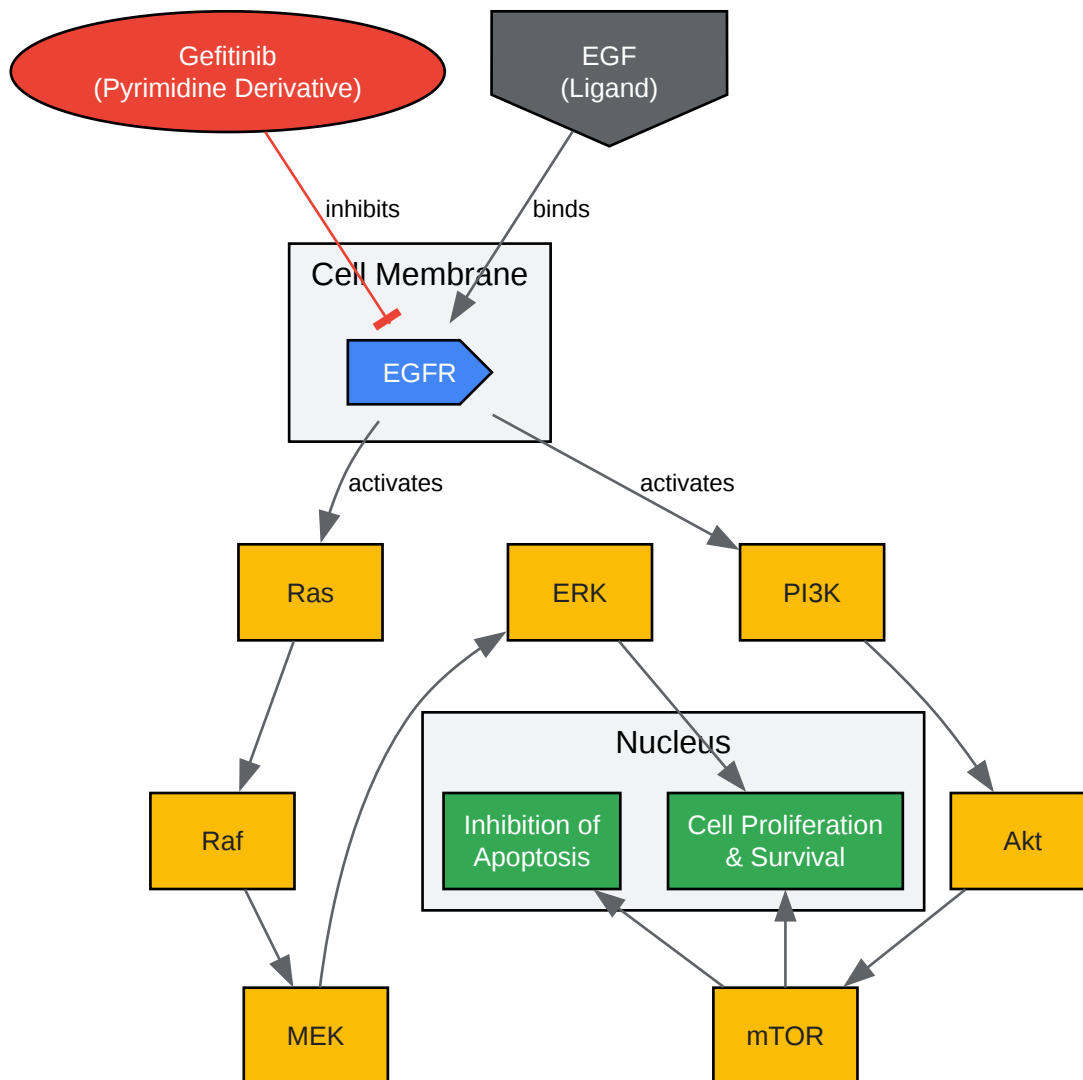 Gefitinib
(Pyrimidine Derivative)
EGF
(Ligand)
inhibits
binds
Cell Membrane
EGFR
activates
activates
Ras
ERK
PI3K
Nucleus
Raf
Inhibition of
Apoptosis
Cell Proliferation
& Survival
Akt
MEK
mTOR